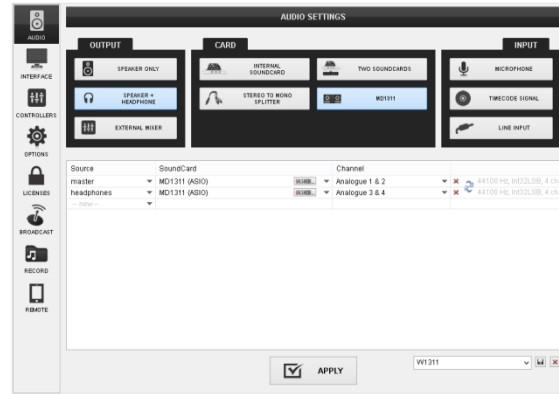 AUDIO SETTINGS
AUDIO
OUTPUT
CARD
INPUT
SPEAKER ONLY
INTERNAL SOUNDCARD
TWO SOUNDCARDS
MICROPHONE
INTERFACE
SPEAKER + HEADPHONE
STEREO TO MONO SPLITTER
MD1311
TIMECODE SIGNAL
CONTROLLERS
EXTERNAL MIXER
LINE INPUT
OPTIONS
Source SoundCard Channel
master MD1311 (ASIO) Analogue 1 & 2 44100 Hz, Int32LSB, 4 ch
headphones MD1311 (ASIO) Analogue 3 & 4 44100 Hz, Int32LSB, 4 ch
-- new --
LICENSES
BROADCAST
RECORD
REMOTE
APPLY